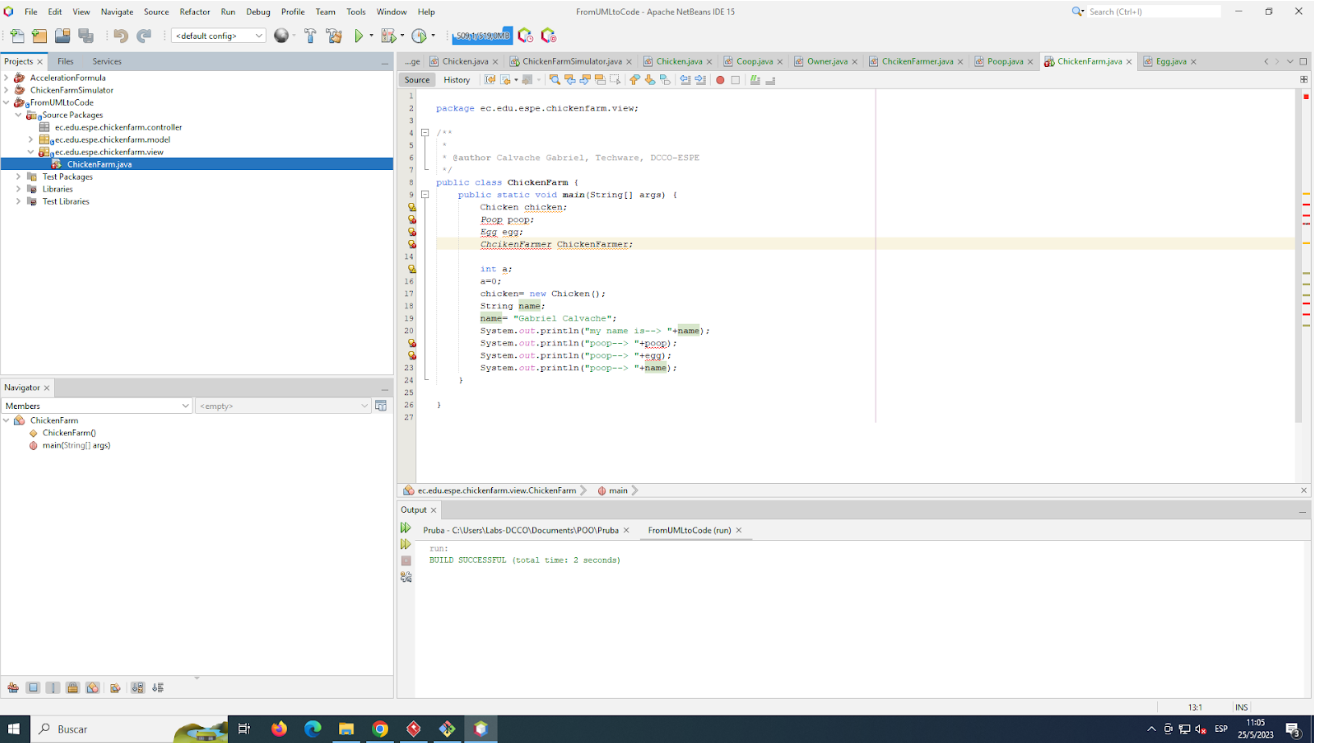 File Edit View Navigate Source Refactor Run Debug Profile Team Tools Window Help
FromUMLtoCode - Apache NetBeans IDE 15
Search (Ctrl+I)
<default config>
509,1/519,0MB
Projects Files Services
AccelerationFormula
ChickenFarmSimulator
FromUMLtoCode
Source Packages
ec.edu.espe.chickenfarm.controller
ec.edu.espe.chickenfarm.model
ec.edu.espe.chickenfarm.view
ChickenFarm.java
Test Packages
Libraries
Test Libraries
Navigator
Members
<empty>
ChickenFarm
ChickenFarm()
main(String[] args)
...ge Chicken.java ChickenFarmSimulator.java Chicken.java Coop.java Owner.java ChcikenFarmer.java Poop.java ChickenFarm.java Egg.java
Source History
1
2 package ec.edu.espe.chickenfarm.view;
3
4 /**
5 *
6 * @author Calvache Gabriel, Techware, DCCO-ESPE
7 */
8 public class ChickenFarm {
9 public static void main(String[] args) {
Chicken chicken;
Poop poop;
Egg egg;
ChcikenFarmer ChickenFarmer;
14
int a;
16 a=0;
17 chicken= new Chicken();
18 String name;
19 name= "Gabriel Calvache";
20 System.out.println("my name is--> "+name);
System.out.println("poop--> "+poop);
System.out.println("poop--> "+egg);
23 System.out.println("poop--> "+name);
24 }
25
26 }
27
ec.edu.espe.chickenfarm.view.ChickenFarm main
Output
Pruba - C:\Users\Labs-DCCO\Documents\POO\Pruba FromUMLtoCode (run)
run:
BUILD SUCCESSFUL (total time: 2 seconds)
13:1 INS
Buscar
ESP
11:05
25/5/2023
3